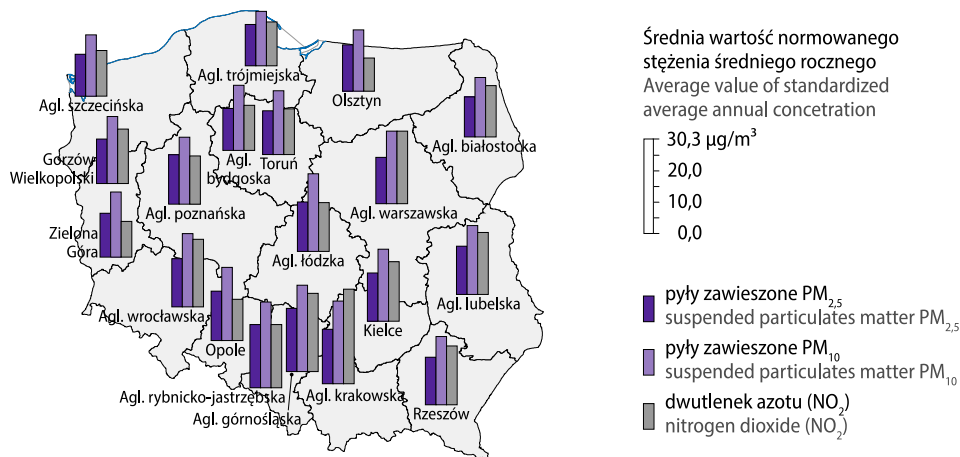 Agl. trójmiejska
Agl. szczecińska
Olsztyn
Agl. białostocka
Gorzów
Wielkopolski
Agl.
bydgoska
Toruń
Agl. poznańska
Agl. warszawska
Zielona
Góra
Agl. łódzka
Agl. lubelska
Agl. wrocławska
Kielce
Opole
Agl. rybnicko-jastrzębska
Agl. krakowska
Agl. górnośląska
Rzeszów
Średnia wartość normowanego
stężenia średniego rocznego
Average value of standardized
average annual concetration
30,3 µg/m³
20,0
10,0
0,0
pyły zawieszone PM₂,₅
suspended particulates matter PM₂,₅
pyły zawieszone PM₁₀
suspended particulates matter PM₁₀
dwutlenek azotu (NO₂)
nitrogen dioxide (NO₂)